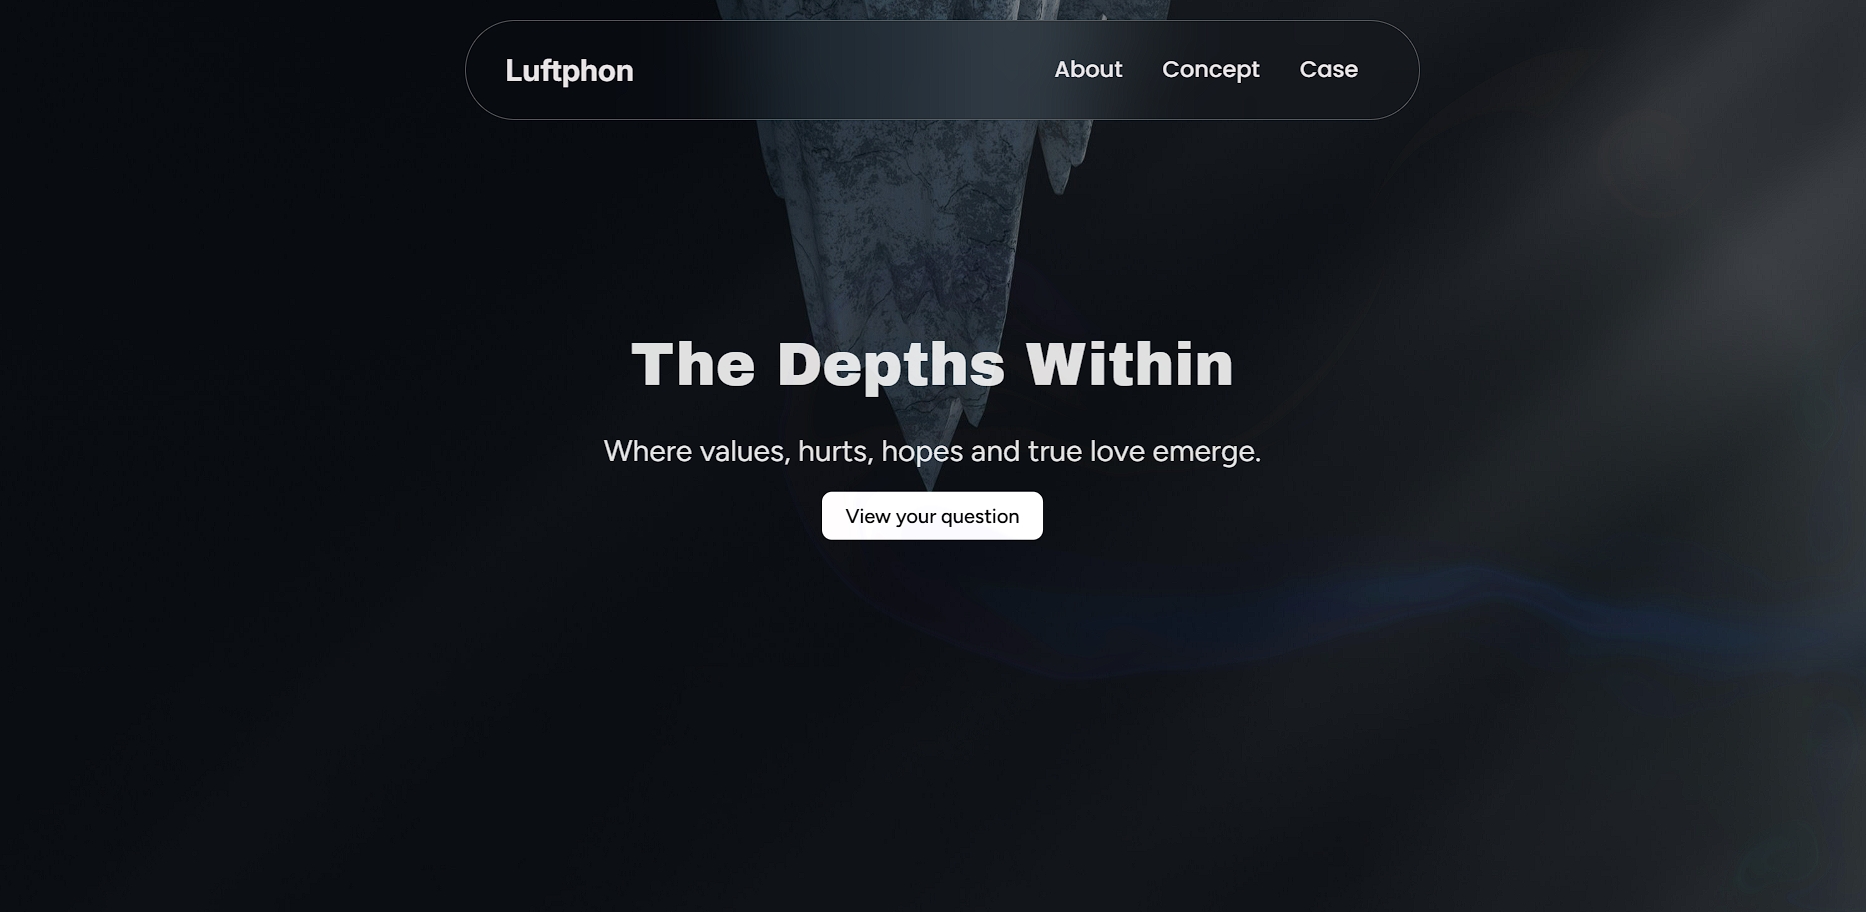 Luftphon
About Concept Case
The Depths Within
Where values, hurts, hopes and true love emerge.
View your question